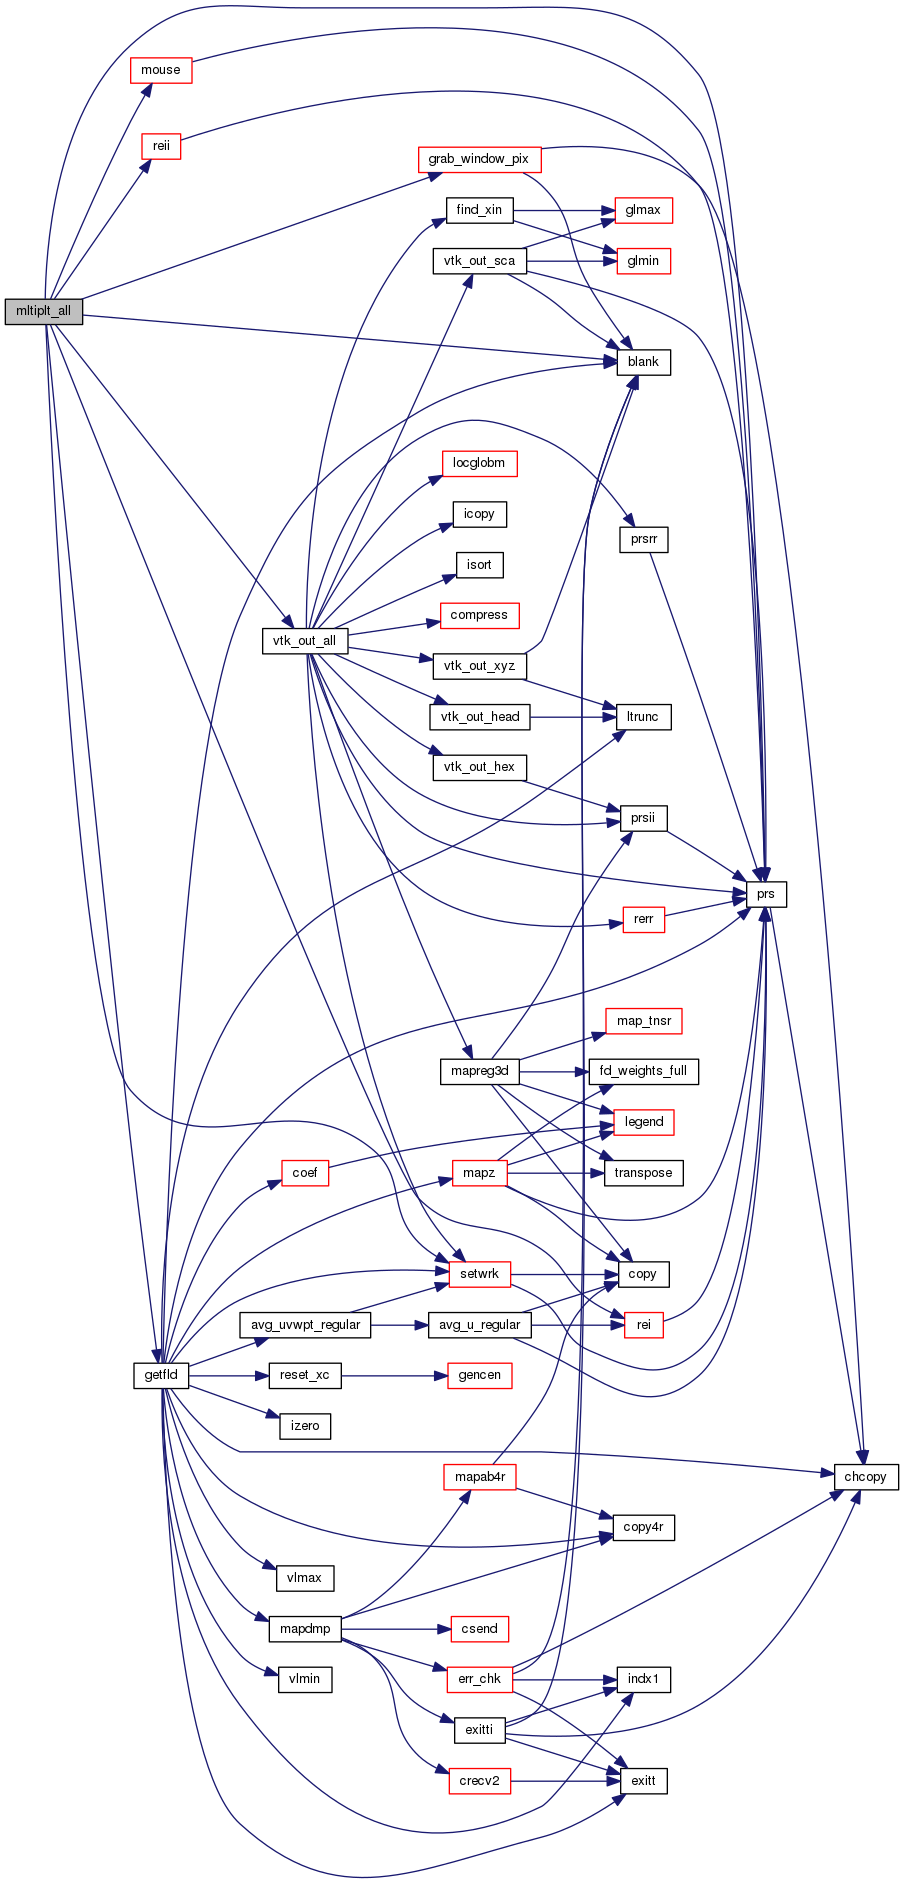 mouse
reii
grab_window_pix
find_xin
glmax
vtk_out_sca
glmin
mltiplt_all
blank
locglobm
icopy
prsrr
isort
compress
vtk_out_all
vtk_out_xyz
vtk_out_head
ltrunc
vtk_out_hex
prsii
prs
rerr
map_tnsr
mapreg3d
fd_weights_full
legend
coef
mapz
transpose
setwrk
copy
avg_uvwpt_regular
avg_u_regular
rei
getfld
reset_xc
gencen
izero
mapab4r
chcopy
copy4r
vlmax
mapdmp
csend
vlmin
err_chk
indx1
exitti
crecv2
exitt